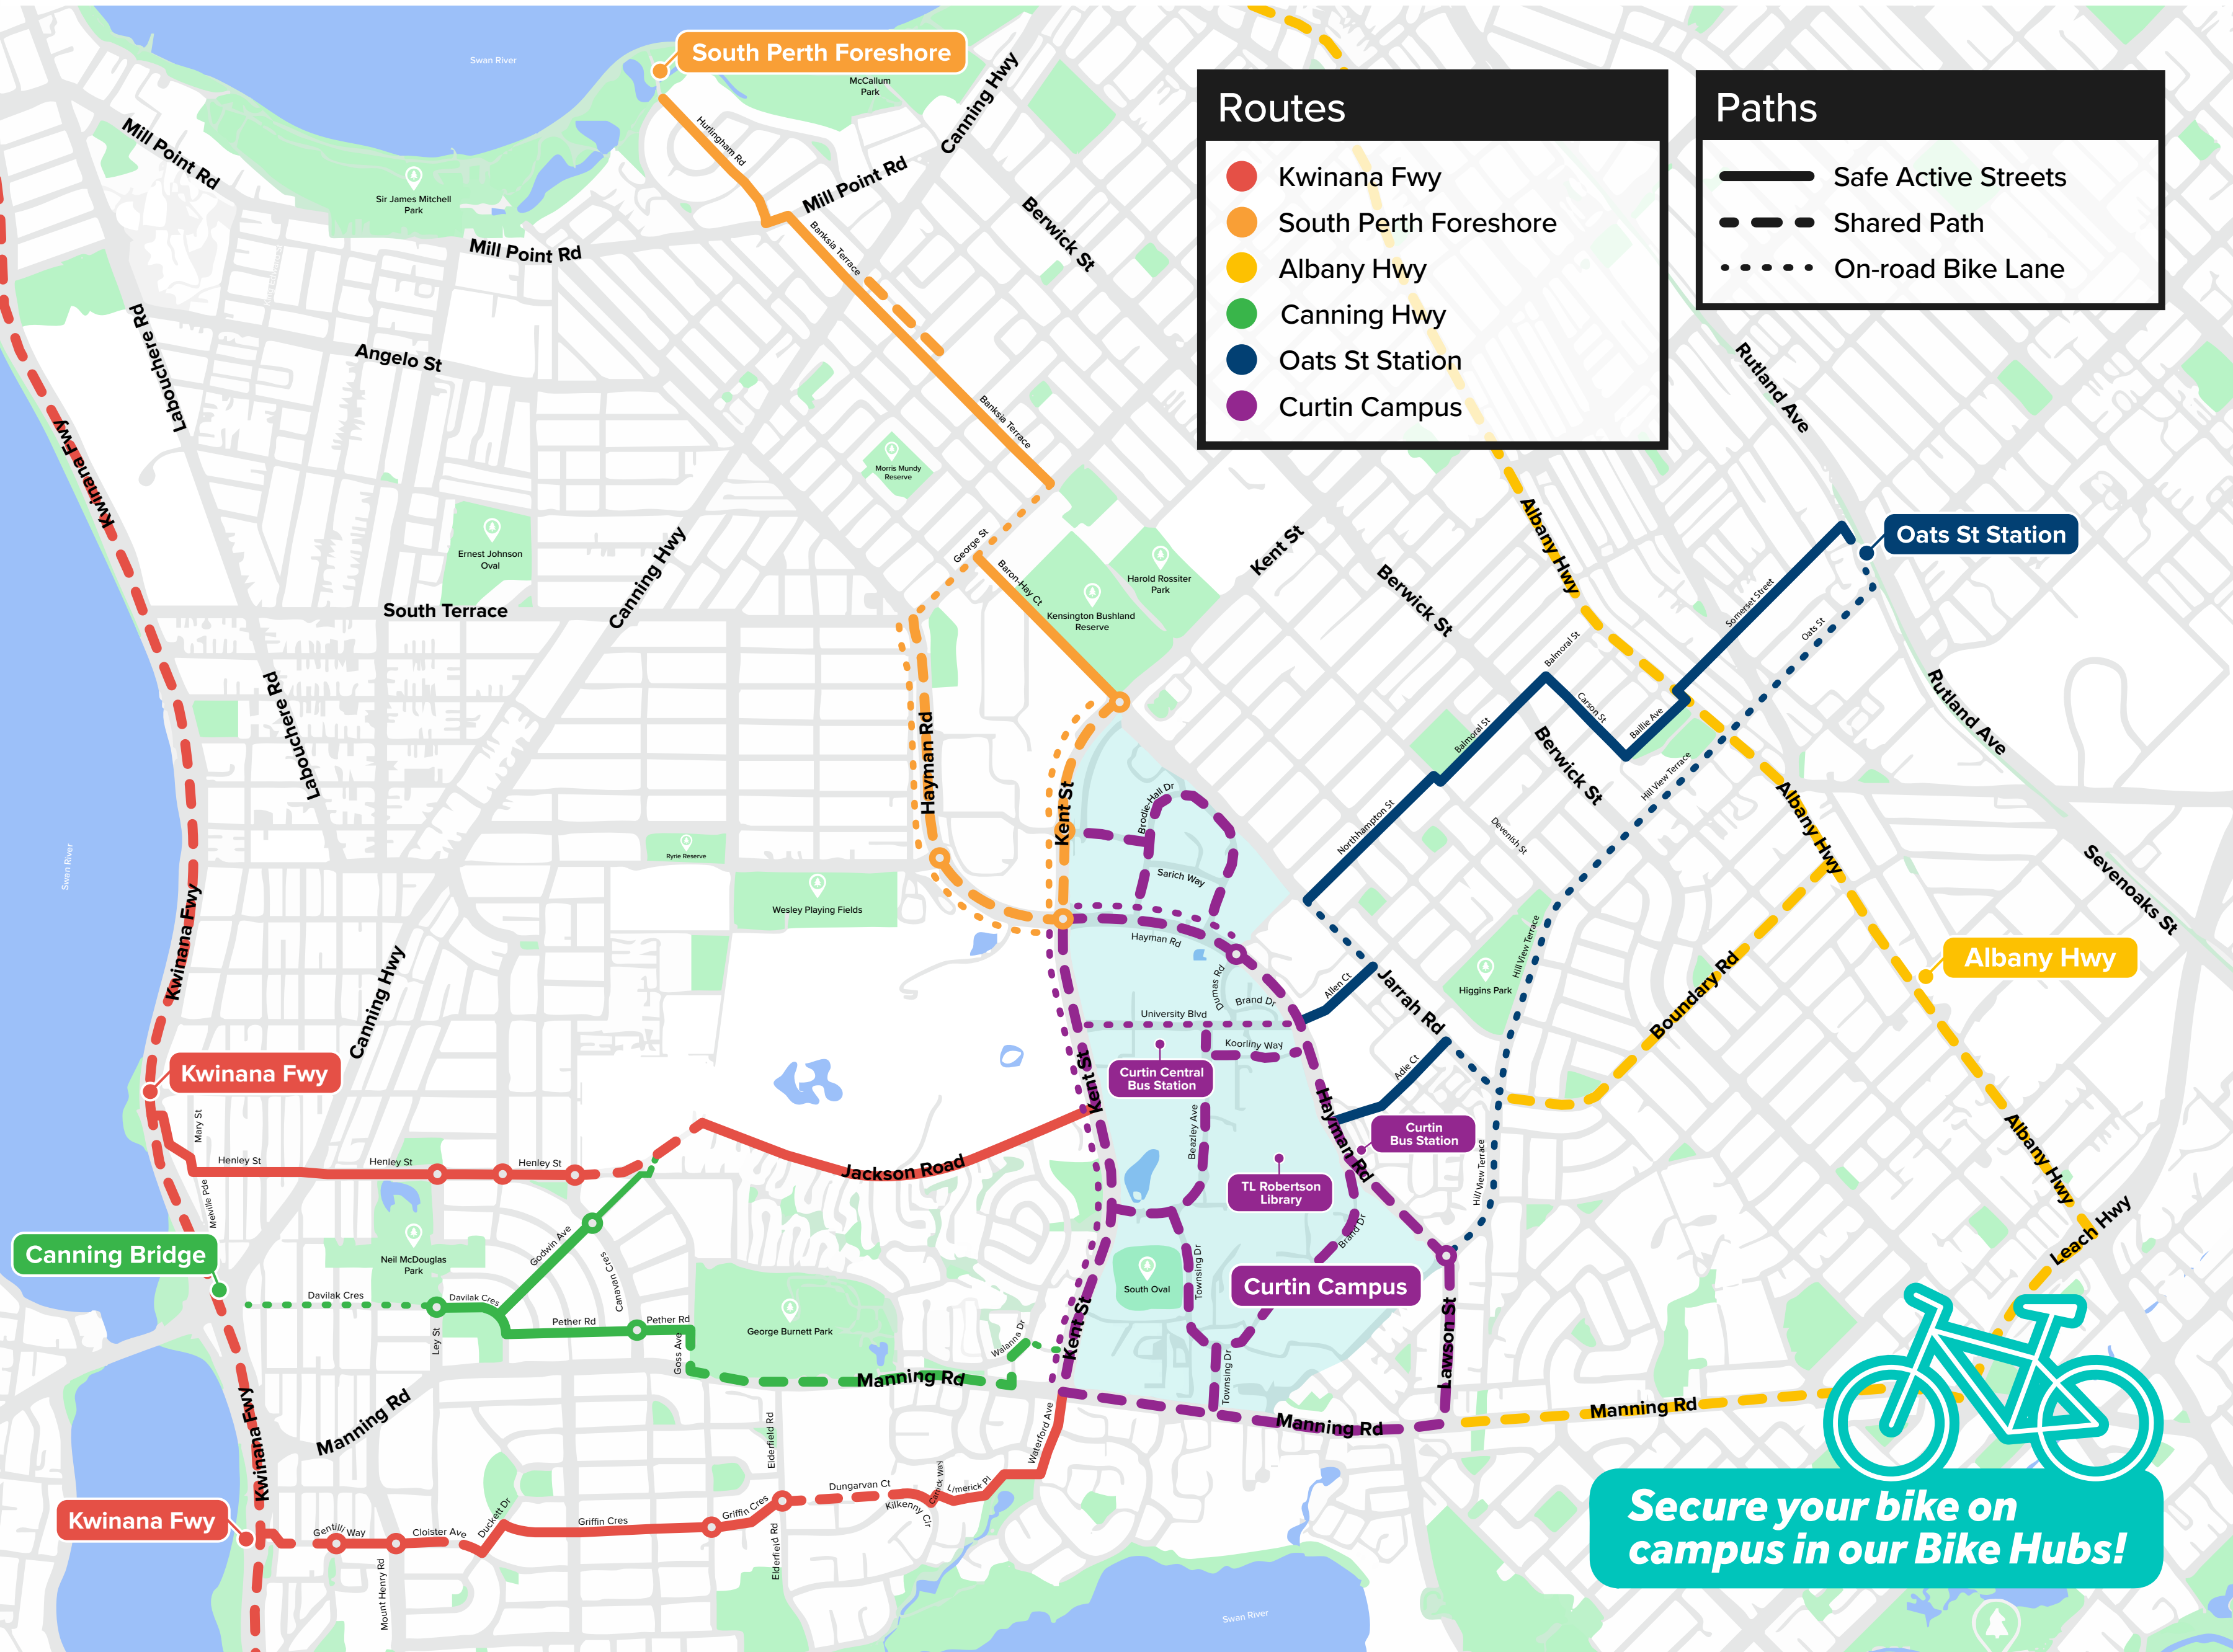 Swan River
South Perth Foreshore
McCallum
Park
Canning Hwy
Mill Point Rd
Hurlingham Rd
Sir James Mitchell
Park
Mill Point Rd
Mill Point Rd
Banksia Terrace
Berwick St
Routes
Kwinana Fwy
South Perth Foreshore
Albany Hwy
Canning Hwy
Oats St Station
Curtin Campus
Paths
Safe Active Streets
Shared Path
On-road Bike Lane
Labouchere Rd
Angelo St
Rutland Ave
Kwinana Fwy
Banksia Terrace
Morris Mundy
Reserve
Ernest Johnson
Oval
Canning Hwy
George St
Baron-Hay Ct
Harold Rossiter
Park
Kensington Bushland
Reserve
Kent St
Berwick St
Albany Hwy
Oats St Station
Somerset Street
Oats St
South Terrace
Balmoral St
Carson St
Baillie Ave
Rutland Ave
Labouchere Rd
Hayman Rd
Kent St
Brodie-Hall Dr
Sarich Way
Balmoral St
Berwick St
Hill View Terrace
Northhampton St
Devenish St
Albany Hwy
Sevenoaks St
Swan River
Ryrie Reserve
Wesley Playing Fields
Kwinana Fwy
Canning Hwy
Hayman Rd
Dumas Rd
Brand Dr
Allen Ct
Jarrah Rd
Higgins Park
Hill View Terrace
Boundary Rd
Albany Hwy
University Blvd
Koorliny Way
Kwinana Fwy
Curtin Central
Bus Station
Kent St
Adie Ct
Hayman Rd
Curtin
Bus Station
Beazley Ave
TL Robertson
Library
Hill View Terrace
Albany Hwy
Leach Hwy
Mary St
Henley St
Henley St
Henley St
Jackson Road
Melville Pde
Canning Bridge
Neil McDouglas
Park
Godwin Ave
Canavan Cres
Davilak Cres
Davilak Cres
Ley St
Pether Rd
Pether Rd
Goss Ave
George Burnett Park
Walanna Dr
Kent St
South Oval
Townsing Dr
Brand Dr
Curtin Campus
Lawson St
Manning Rd
Townsing Dr
Manning Rd
Manning Rd
Kwinana Fwy
Manning Rd
Elderfield Rd
Waterford Ave
Dungarvan Ct
Kilkenny Cir
Limerick Pl
Kwinana Fwy
Gentilli Way
Cloister Ave
Duckett Dr
Griffin Cres
Griffin Cres
Mount Henry Rd
Elderfield Rd
Swan River
Secure your bike on
campus in our Bike Hubs!